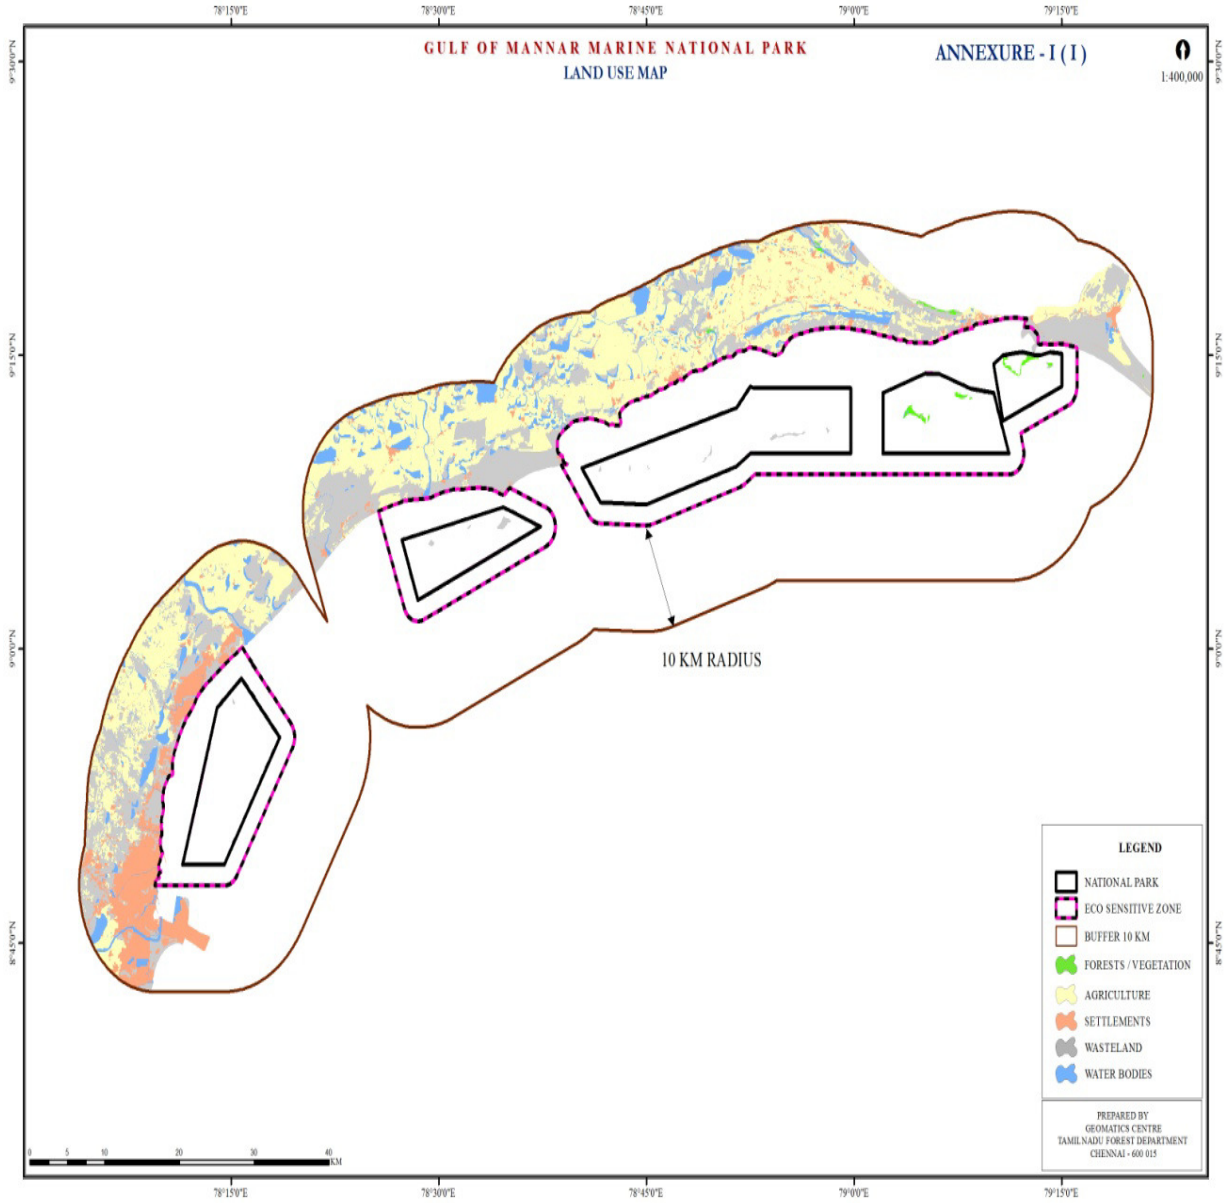 78°15'0"E 78°30'0"E 78°45'0"E 79°0'0"E 79°15'0"E
GULF OF MANNAR MARINE NATIONAL PARK
LAND USE MAP
ANNEXURE - I ( I )
1:400,000
9°30'0"N 9°30'0"N
9°15'0"N 9°15'0"N
10 KM RADIUS
9°0'0"N 9°0'0"N
8°45'0"N 8°45'0"N
LEGEND
NATIONAL PARK
ECO SENSITIVE ZONE
BUFFER 10 KM
FORESTS / VEGETATION
AGRICULTURE
SETTLEMENTS
WASTELAND
WATER BODIES
PREPARED BY
GEOMATICS CENTRE
TAMILNADU FOREST DEPARTMENT
CHENNAI - 600 015
0 5 10 20 30 40
KM
78°15'0"E 78°30'0"E 78°45'0"E 79°0'0"E 79°15'0"E